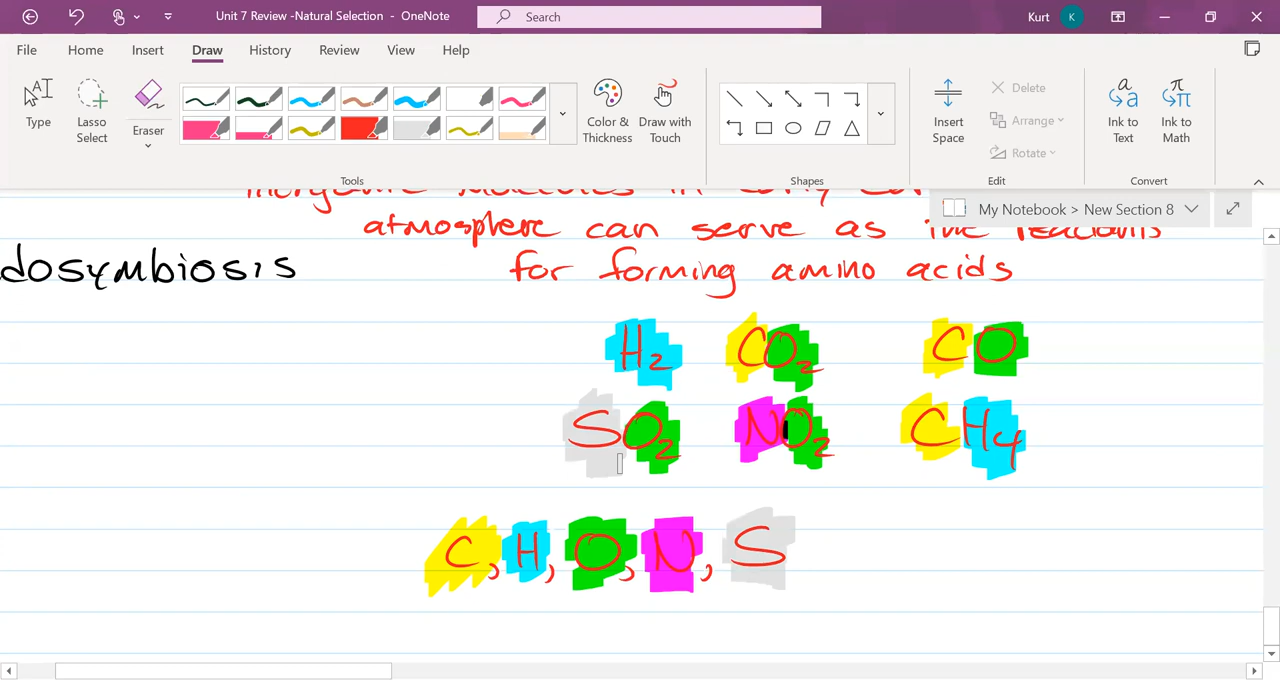 Unit 7 Review -Natural Selection - OneNote
Search
Kurt K
File Home Insert Draw History Review View Help
Type
Lasso Select
Eraser
Color & Thickness
Draw with Touch
Insert Space
Delete
Arrange
Rotate
Ink to Text
Ink to Math
Tools Shapes Edit Convert
My Notebook > New Section 8
molecules in
atmosphere can serve as the reactants
dosymbiosis for forming amino acids
H2 CO2 CO
SO2 NO2 CH4
C, H, O, N, S